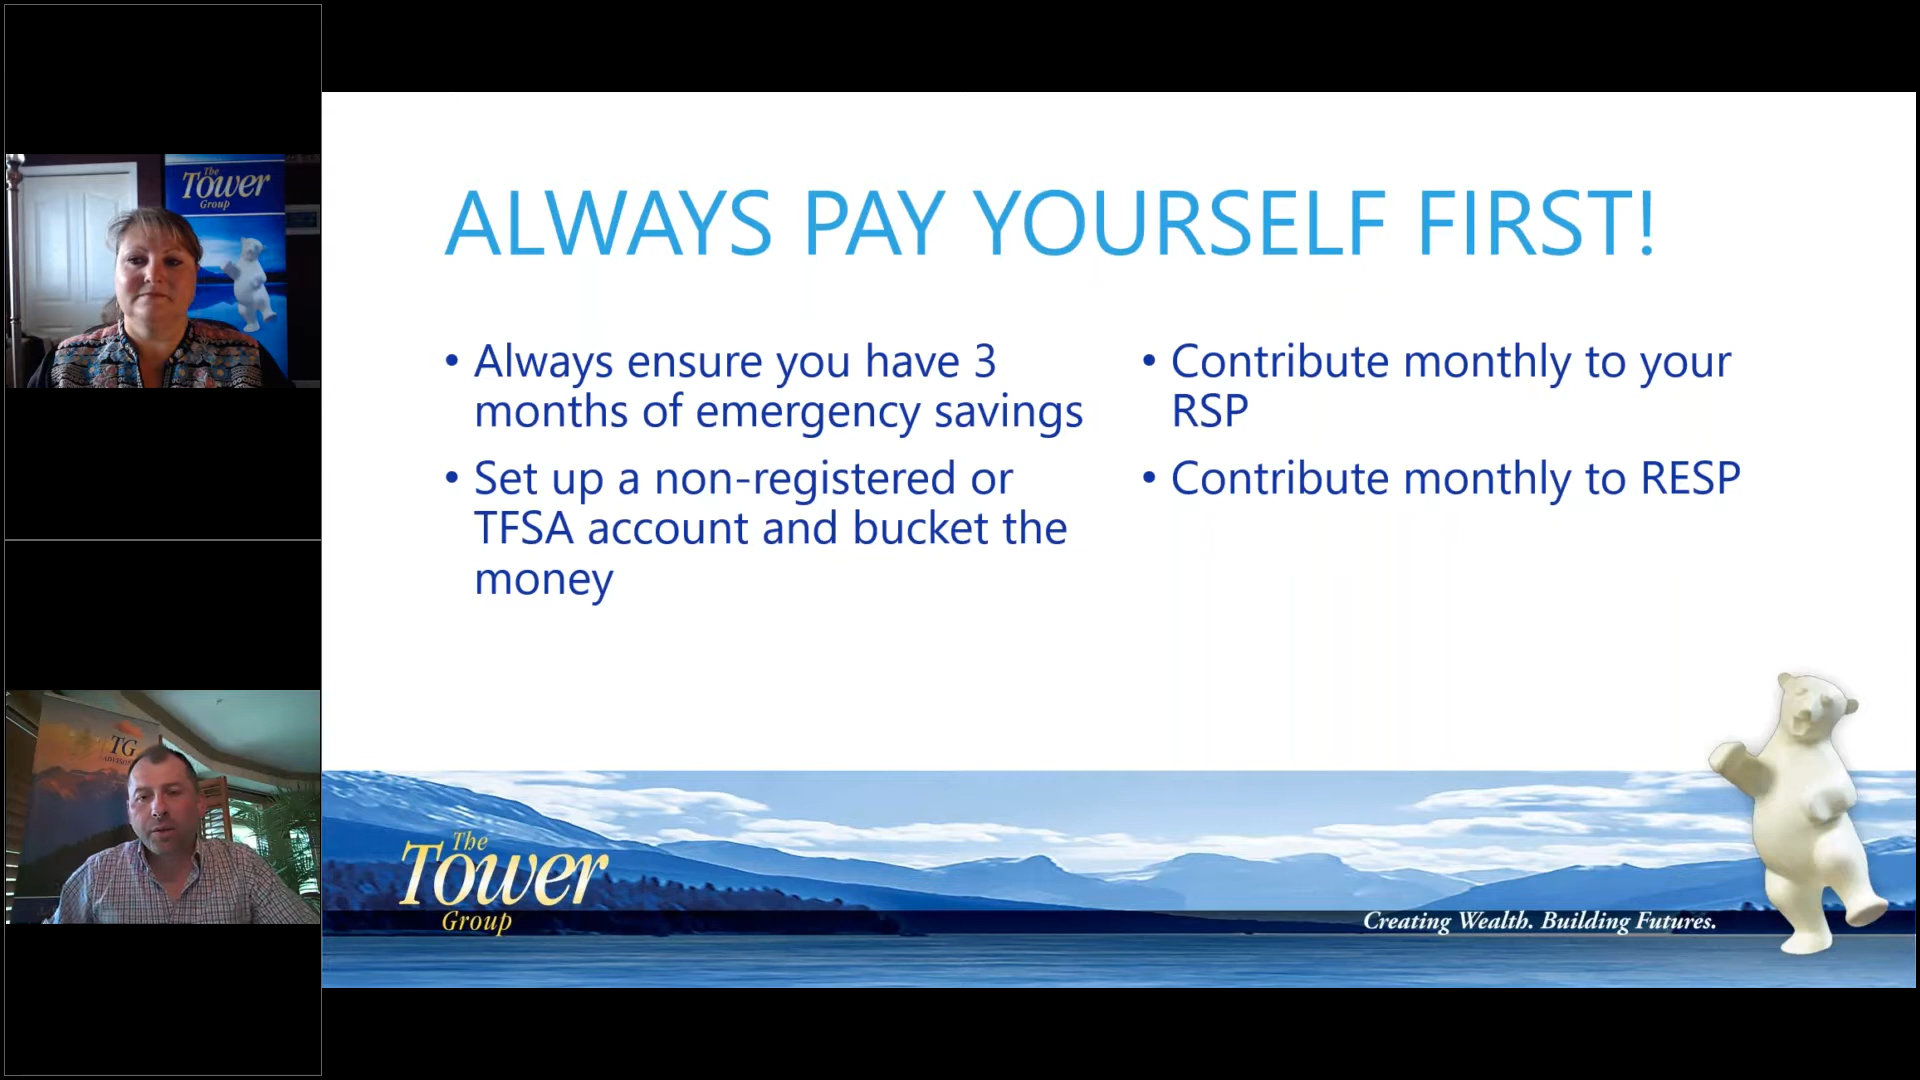 The
Tower
Group
TG
ALWAYS PAY YOURSELF FIRST!
• Always ensure you have 3
months of emergency savings
• Set up a non-registered or
TFSA account and bucket the
money
• Contribute monthly to your
RSP
• Contribute monthly to RESP
The
Tower
Group
Creating Wealth. Building Futures.